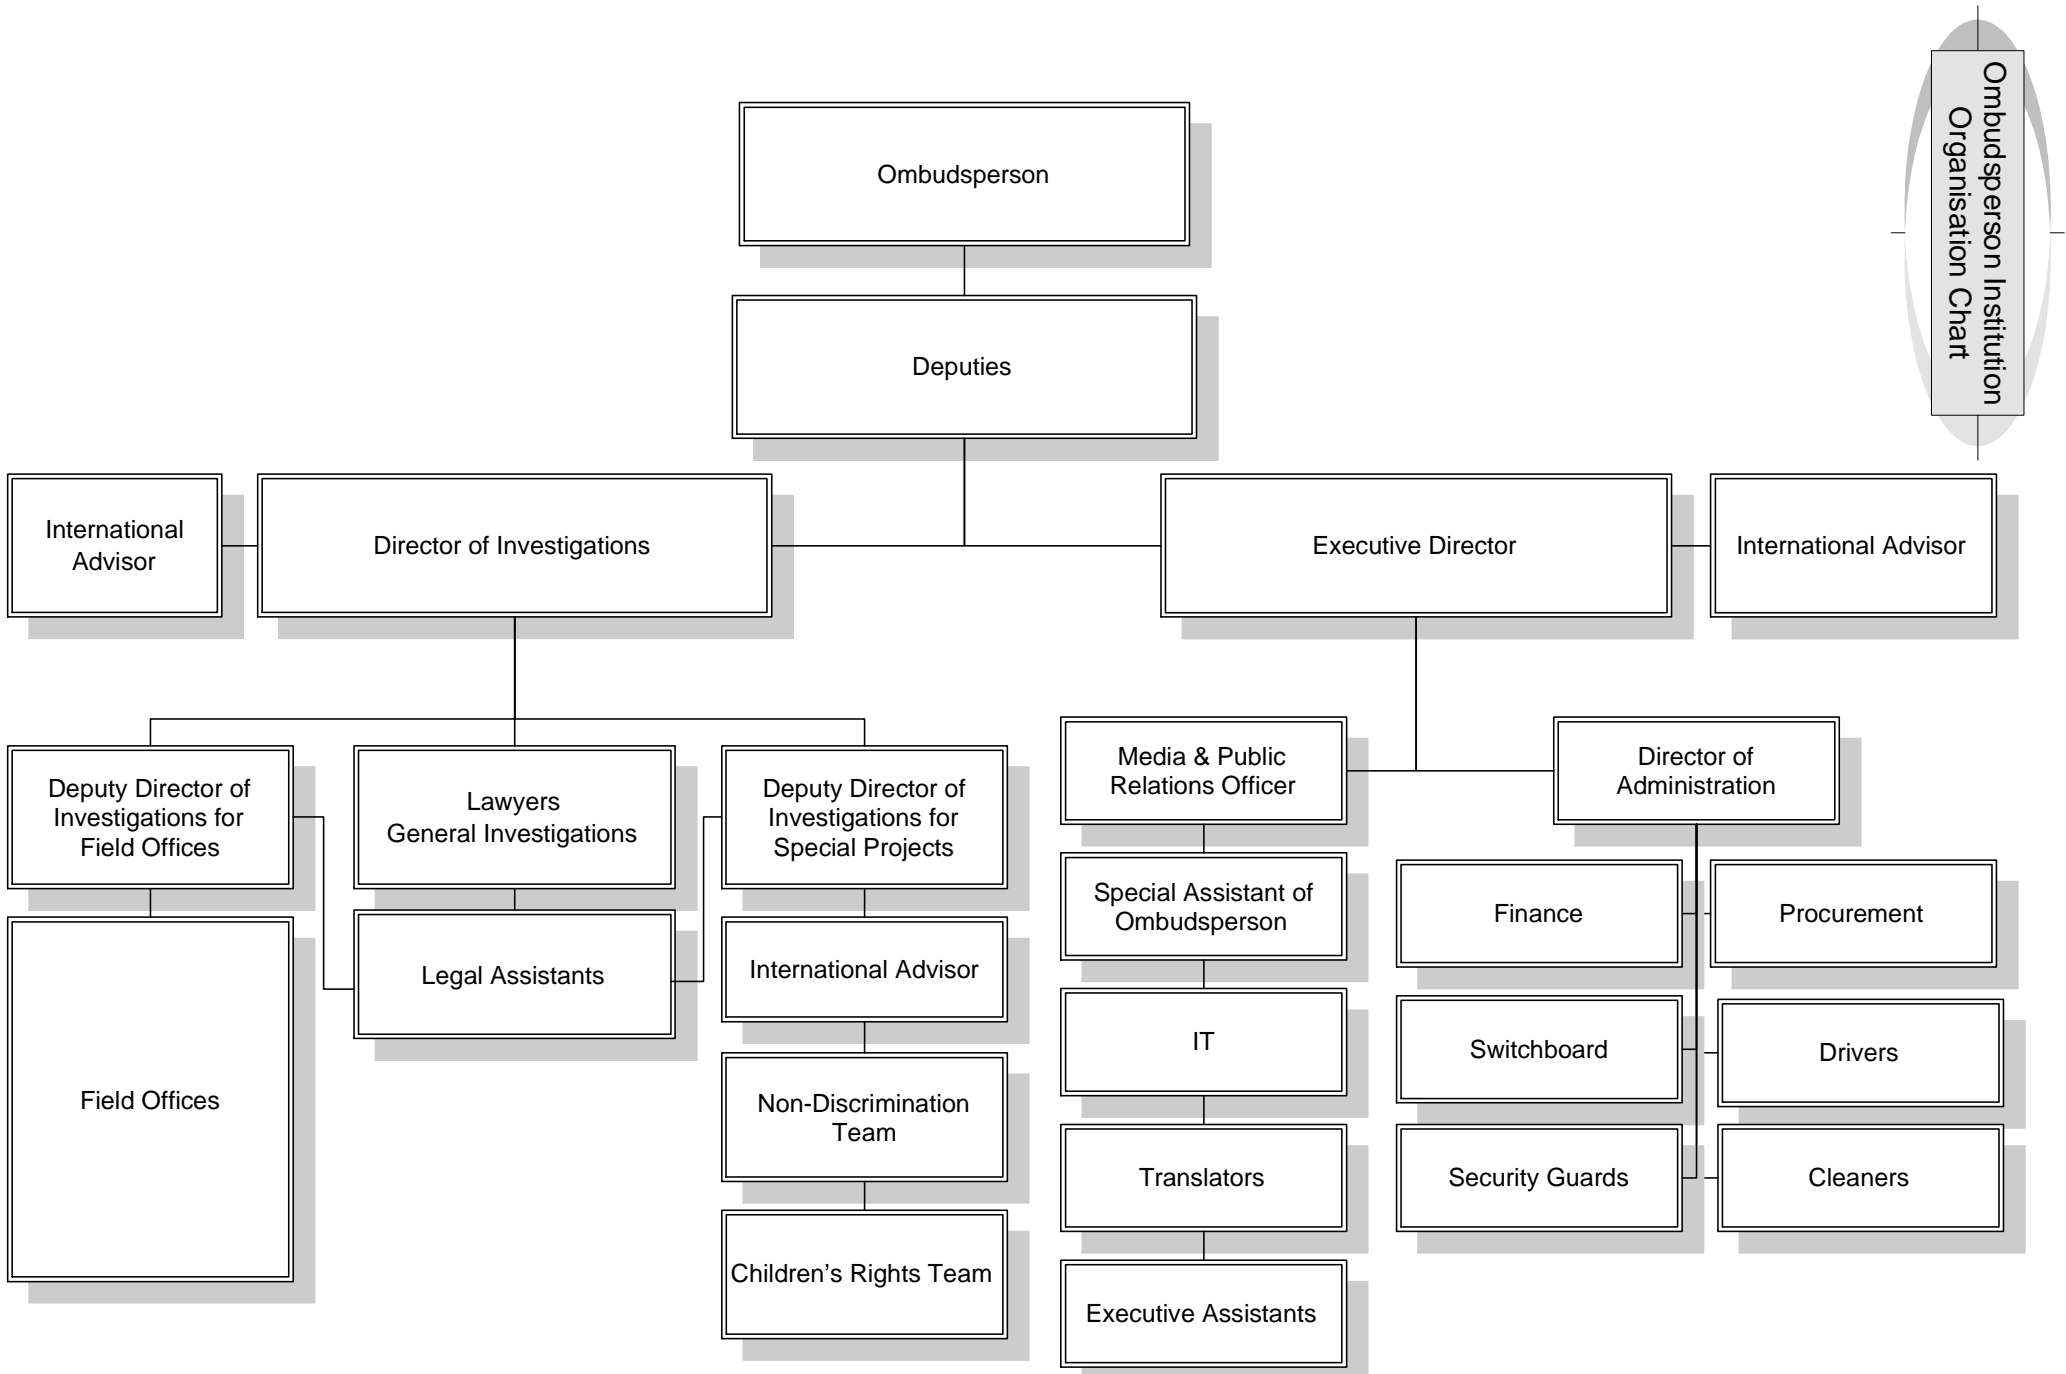 Ombudsperson Institution
Organisation Chart
Ombudsperson
Deputies
International
Advisor
Director of Investigations
Executive Director
International Advisor
Deputy Director of
Investigations for
Field Offices
Lawyers
General Investigations
Deputy Director of
Investigations for
Special Projects
Media & Public
Relations Officer
Director of
Administration
Field Offices
Legal Assistants
International Advisor
Non-Discrimination
Team
Children’s Rights Team
Special Assistant of
Ombudsperson
IT
Translators
Executive Assistants
Finance
Procurement
Switchboard
Drivers
Security Guards
Cleaners